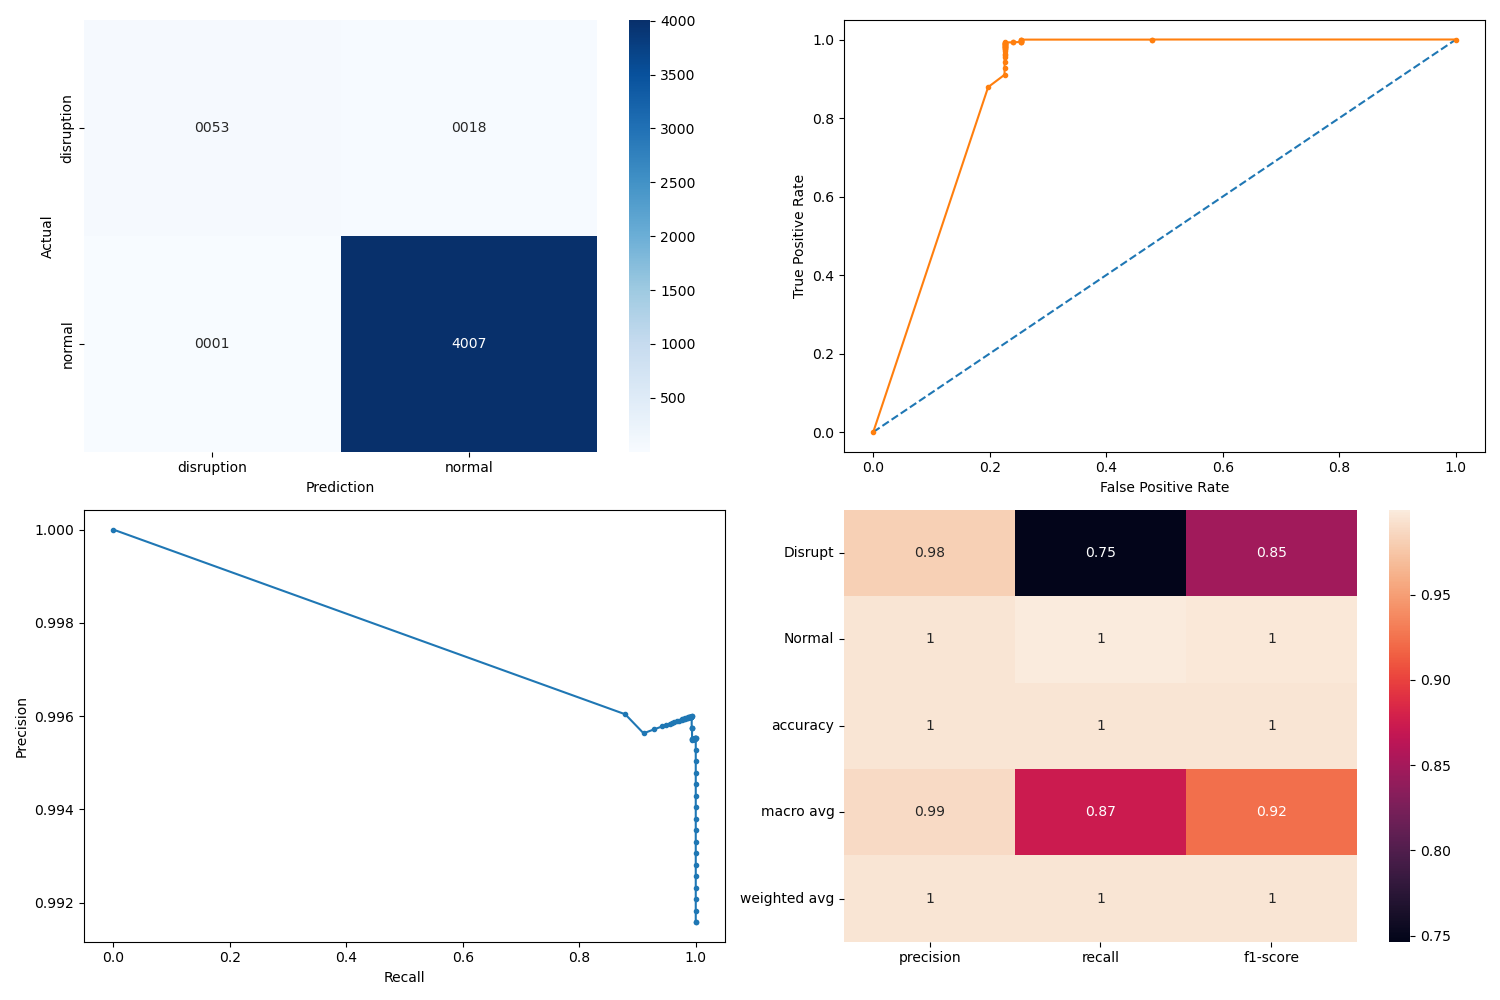 disruption
normal
Actual
0053
0018
0001
4007
disruption
normal
Prediction
4000
3500
3000
2500
2000
1500
1000
500
True Positive Rate
1.0
0.8
0.6
0.4
0.2
0.0
0.0
0.2
0.4
0.6
0.8
1.0
False Positive Rate
Precision
1.000
0.998
0.996
0.994
0.992
0.0
0.2
0.4
0.6
0.8
1.0
Recall
Disrupt 0.98 0.75 0.85
Normal 1 1 1
accuracy 1 1 1
macro avg 0.99 0.87 0.92
weighted avg 1 1 1
precision recall f1-score
0.95
0.90
0.85
0.80
0.75